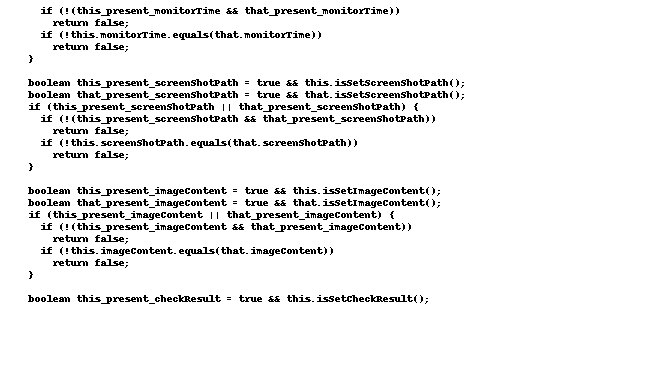 if (!(this_present_monitorTime && that_present_monitorTime))
return false;
if (!this.monitorTime.equals(that.monitorTime))
return false;
}
boolean this_present_screenShotPath = true && this.isSetScreenShotPath();
boolean that_present_screenShotPath = true && that.isSetScreenShotPath();
if (this_present_screenShotPath || that_present_screenShotPath) {
if (!(this_present_screenShotPath && that_present_screenShotPath))
return false;
if (!this.screenShotPath.equals(that.screenShotPath))
return false;
}
boolean this_present_imageContent = true && this.isSetImageContent();
boolean that_present_imageContent = true && that.isSetImageContent();
if (this_present_imageContent || that_present_imageContent) {
if (!(this_present_imageContent && that_present_imageContent))
return false;
if (!this.imageContent.equals(that.imageContent))
return false;
}
boolean this_present_checkResult = true && this.isSetCheckResult();